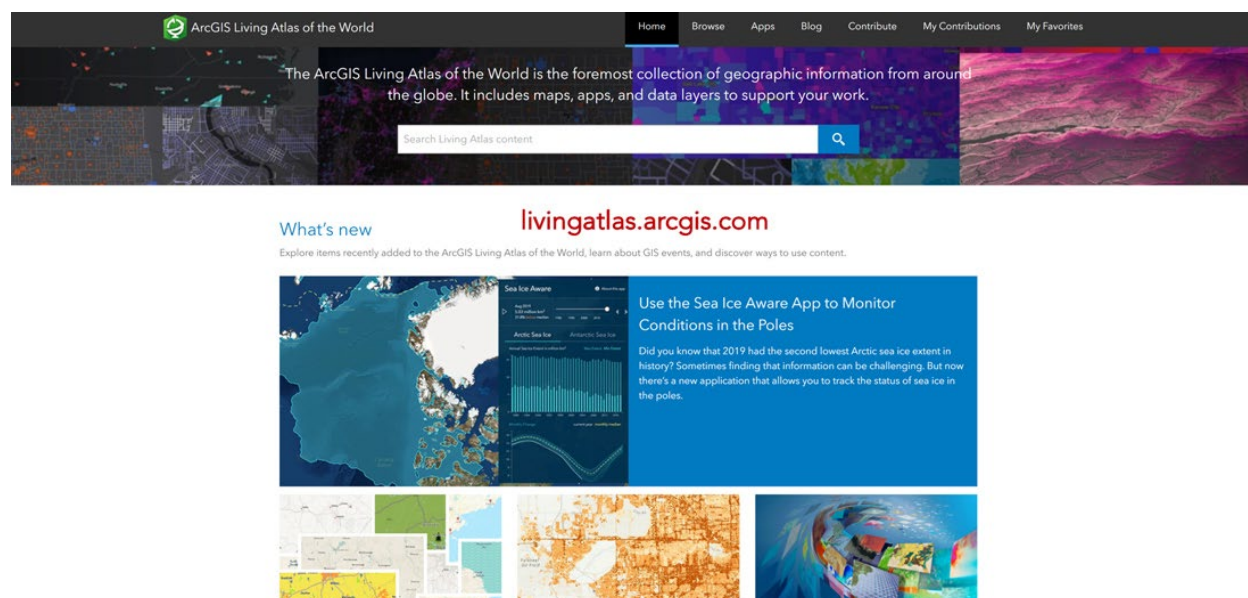 ArcGIS Living Atlas of the World
Home Browse Apps Blog Contribute My Contributions My Favorites
The ArcGIS Living Atlas of the World is the foremost collection of geographic information from around
the globe. It includes maps, apps, and data layers to support your work.
Search Living Atlas content
What's new
livingatlas.arcgis.com
Explore items recently added to the ArcGIS Living Atlas of the World, learn about GIS events, and discover ways to use content.
Sea Ice Aware
About the app
Aug 2019
Arctic Sea Ice Antarctic Sea Ice
Use the Sea Ice Aware App to Monitor
Conditions in the Poles
Did you know that 2019 had the second lowest Arctic sea ice extent in
history? Sometimes finding that information can be challenging. But now
there's a new application that allows you to track the status of sea ice in
the poles.